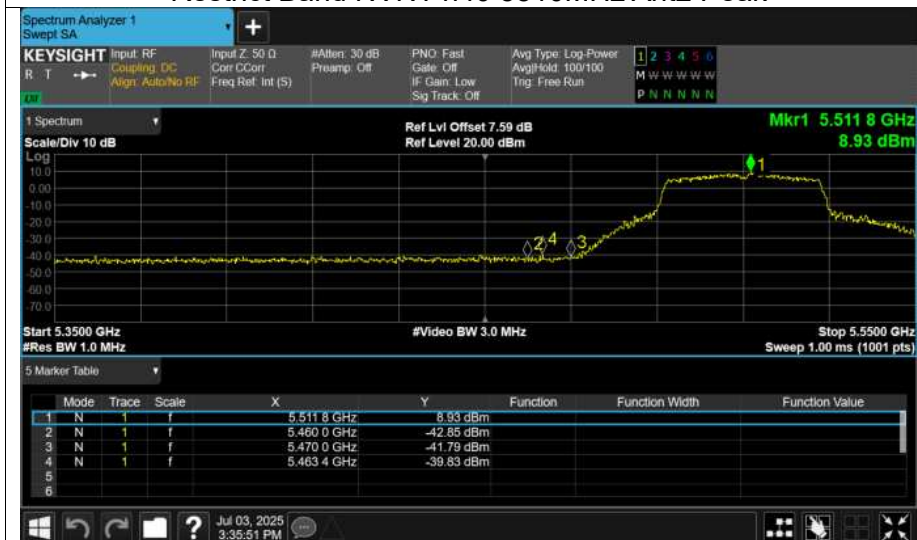 Spectrum Analyzer 1
Swept SA
+
KEYSIGHT
R T
Input: RF
Coupling: DC
Align: Auto/No RF
Input Z: 50 Ω
Corr CCorr
Freq Ref: Int (S)
#Atten: 30 dB
Preamp: Off
PNO: Fast
Gate: Off
IF Gain: Low
Sig Track: Off
Avg Type: Log-Power
Avg|Hold: 100/100
Trig: Free Run
1 2 3 4 5 6
M W W W W W
P N N N N N
1 Spectrum
Scale/Div 10 dB
Ref Lvl Offset 7.59 dB
Ref Level 20.00 dBm
Mkr1 5.511 8 GHz
8.93 dBm
Log
10.0
0.00
-10.0
-20.0
-30.0
-40.0
-50.0
-60.0
-70.0
1
2 4 3
Start 5.3500 GHz
#Video BW 3.0 MHz
Stop 5.5500 GHz
#Res BW 1.0 MHz
Sweep 1.00 ms (1001 pts)
5 Marker Table
Mode Trace Scale X Y Function Function Width Function Value
1 N 1 f 5.511 8 GHz 8.93 dBm
2 N 1 f 5.460 0 GHz -42.85 dBm
3 N 1 f 5.470 0 GHz -41.79 dBm
4 N 1 f 5.463 4 GHz -39.83 dBm
5
6
?
Jul 03, 2025
3:35:51 PM